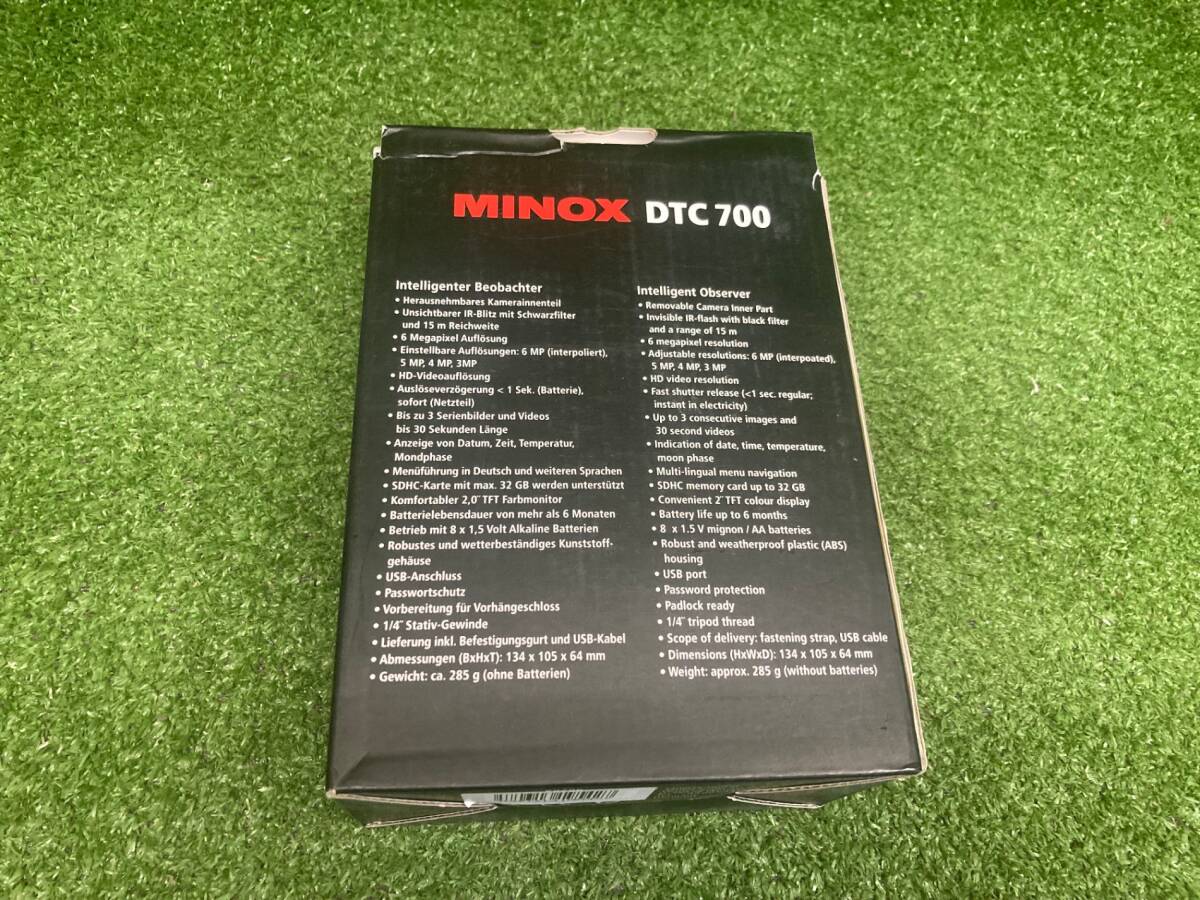 MINOX DTC 700
Intelligenter Beobachter
• Herausnehmbares Kamerainnenteil
• Unsichtbarer IR-Blitz mit Schwarzfilter
und 15 m Reichweite
• 6 Megapixel Auflösung
• Einstellbare Auflösungen: 6 MP (interpoliert),
5 MP, 4 MP, 3MP
• HD-Videoauflösung
• Auslöseverzögerung < 1 Sek. (Batterie),
sofort (Netzteil)
• Bis zu 3 Serienbilder und Videos
bis 30 Sekunden Länge
• Anzeige von Datum, Zeit, Temperatur,
Mondphase
• Menüführung in Deutsch und weiteren Sprachen
• SDHC-Karte mit max. 32 GB werden unterstützt
• Komfortabler 2,0" TFT Farbmonitor
• Batterielebensdauer von mehr als 6 Monaten
• Betrieb mit 8 x 1,5 Volt Alkaline Batterien
• Robustes und wetterbeständiges Kunststoff-
gehäuse
• USB-Anschluss
• Passwortschutz
• Vorbereitung für Vorhängeschloss
• 1/4" Stativ-Gewinde
• Lieferung inkl. Befestigungsgurt und USB-Kabel
• Abmessungen (BxHxT): 134 x 105 x 64 mm
• Gewicht: ca. 285 g (ohne Batterien)
Intelligent Observer
• Removable Camera Inner Part
• Invisible IR-flash with black filter
and a range of 15 m
• 6 megapixel resolution
• Adjustable resolutions: 6 MP (interpoated),
5 MP, 4 MP, 3 MP
• HD video resolution
• Fast shutter release (<1 sec. regular;
instant in electricity)
• Up to 3 consecutive images and
30 second videos
• Indication of date, time, temperature,
moon phase
• Multi-lingual menu navigation
• SDHC memory card up to 32 GB
• Convenient 2" TFT colour display
• Battery life up to 6 months
• 8 x 1.5 V mignon / AA batteries
• Robust and weatherproof plastic (ABS)
housing
• USB port
• Password protection
• Padlock ready
• 1/4" tripod thread
• Scope of delivery: fastening strap, USB cable
• Dimensions (HxWxD): 134 x 105 x 64 mm
• Weight: approx. 285 g (without batteries)